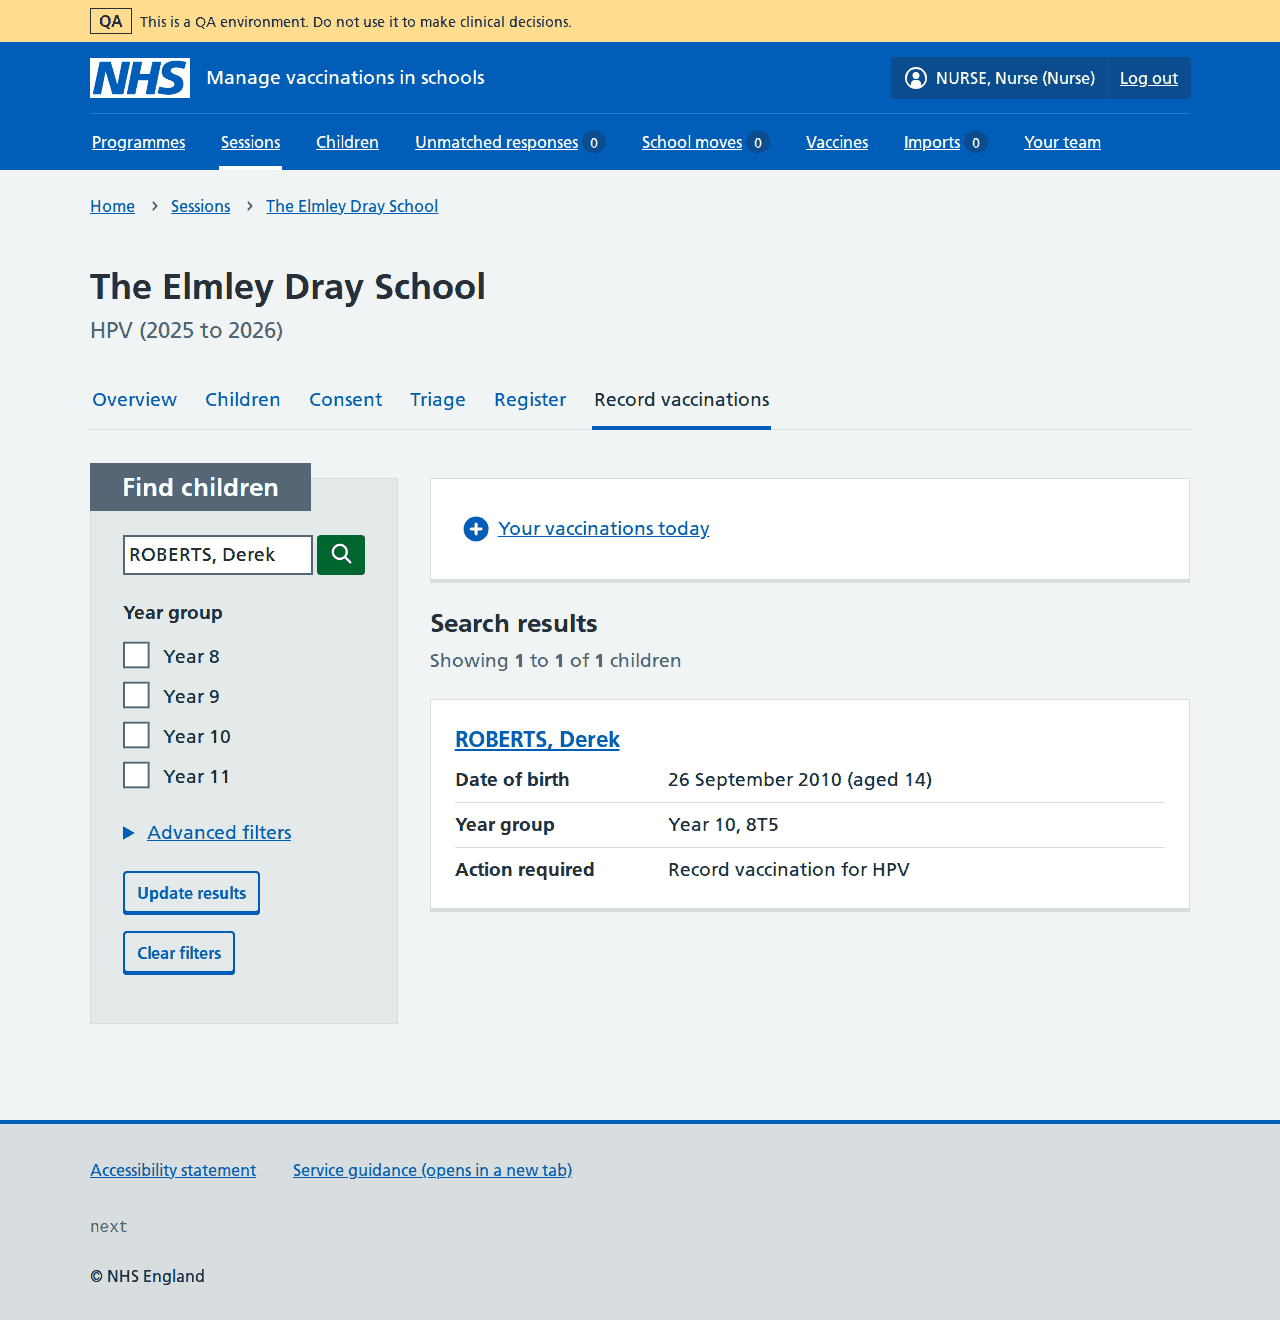 QA This is a QA environment. Do not use it to make clinical decisions.
NHS Manage vaccinations in schools
NURSE, Nurse (Nurse) Log out
Programmes Sessions Children Unmatched responses 0 School moves 0 Vaccines Imports 0 Your team
Home Sessions The Elmley Dray School
The Elmley Dray School
HPV (2025 to 2026)
Overview Children Consent Triage Register Record vaccinations
Find children
ROBERTS, Derek
Year group
Year 8
Year 9
Year 10
Year 11
Advanced filters
Update results
Clear filters
Your vaccinations today
Search results
Showing 1 to 1 of 1 children
ROBERTS, Derek
Date of birth 26 September 2010 (aged 14)
Year group Year 10, 8T5
Action required Record vaccination for HPV
Accessibility statement Service guidance (opens in a new tab)
next
© NHS England